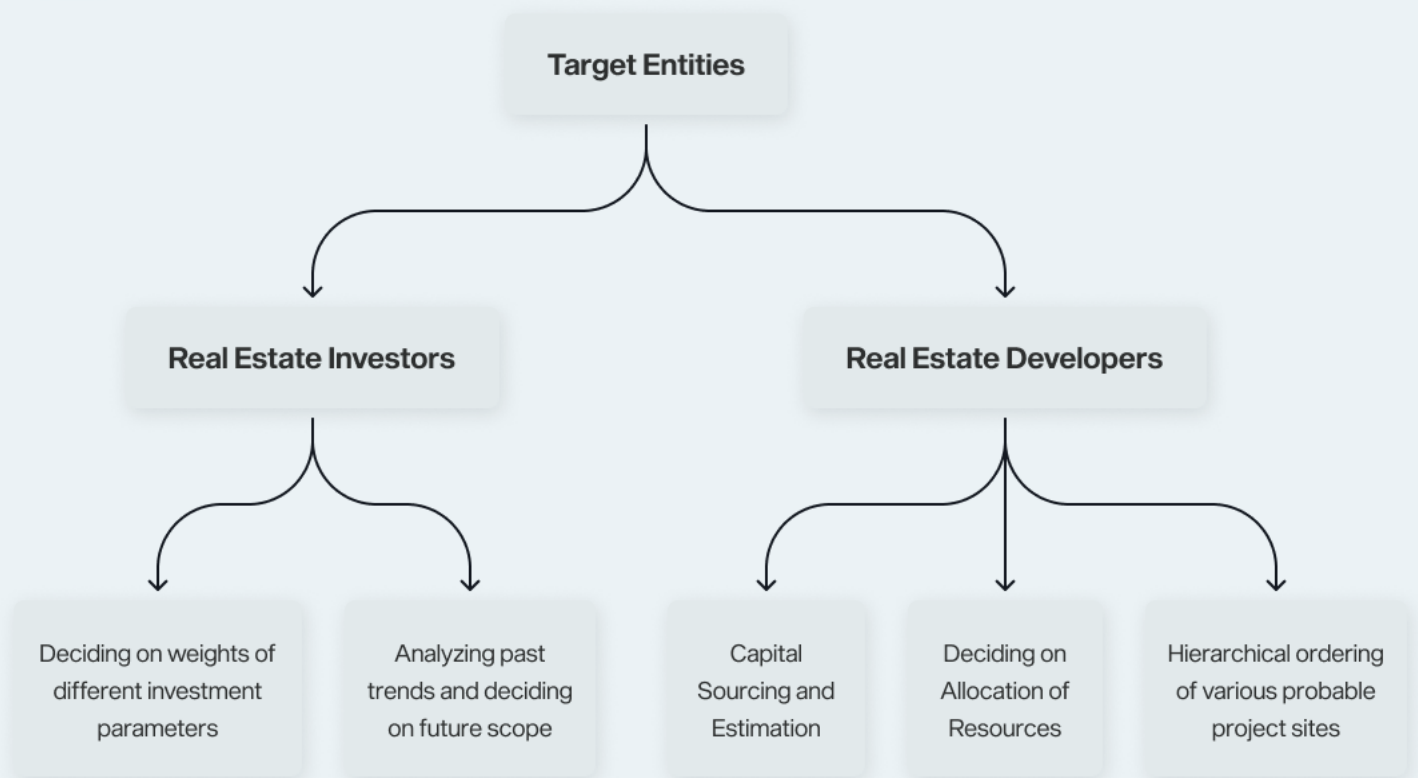 Target Entities
Real Estate Investors
Real Estate Developers
Deciding on weights of
different investment
parameters
Analyzing past
trends and deciding
on future scope
Capital
Sourcing and
Estimation
Deciding on
Allocation of
Resources
Hierarchical ordering
of various probable
project sites